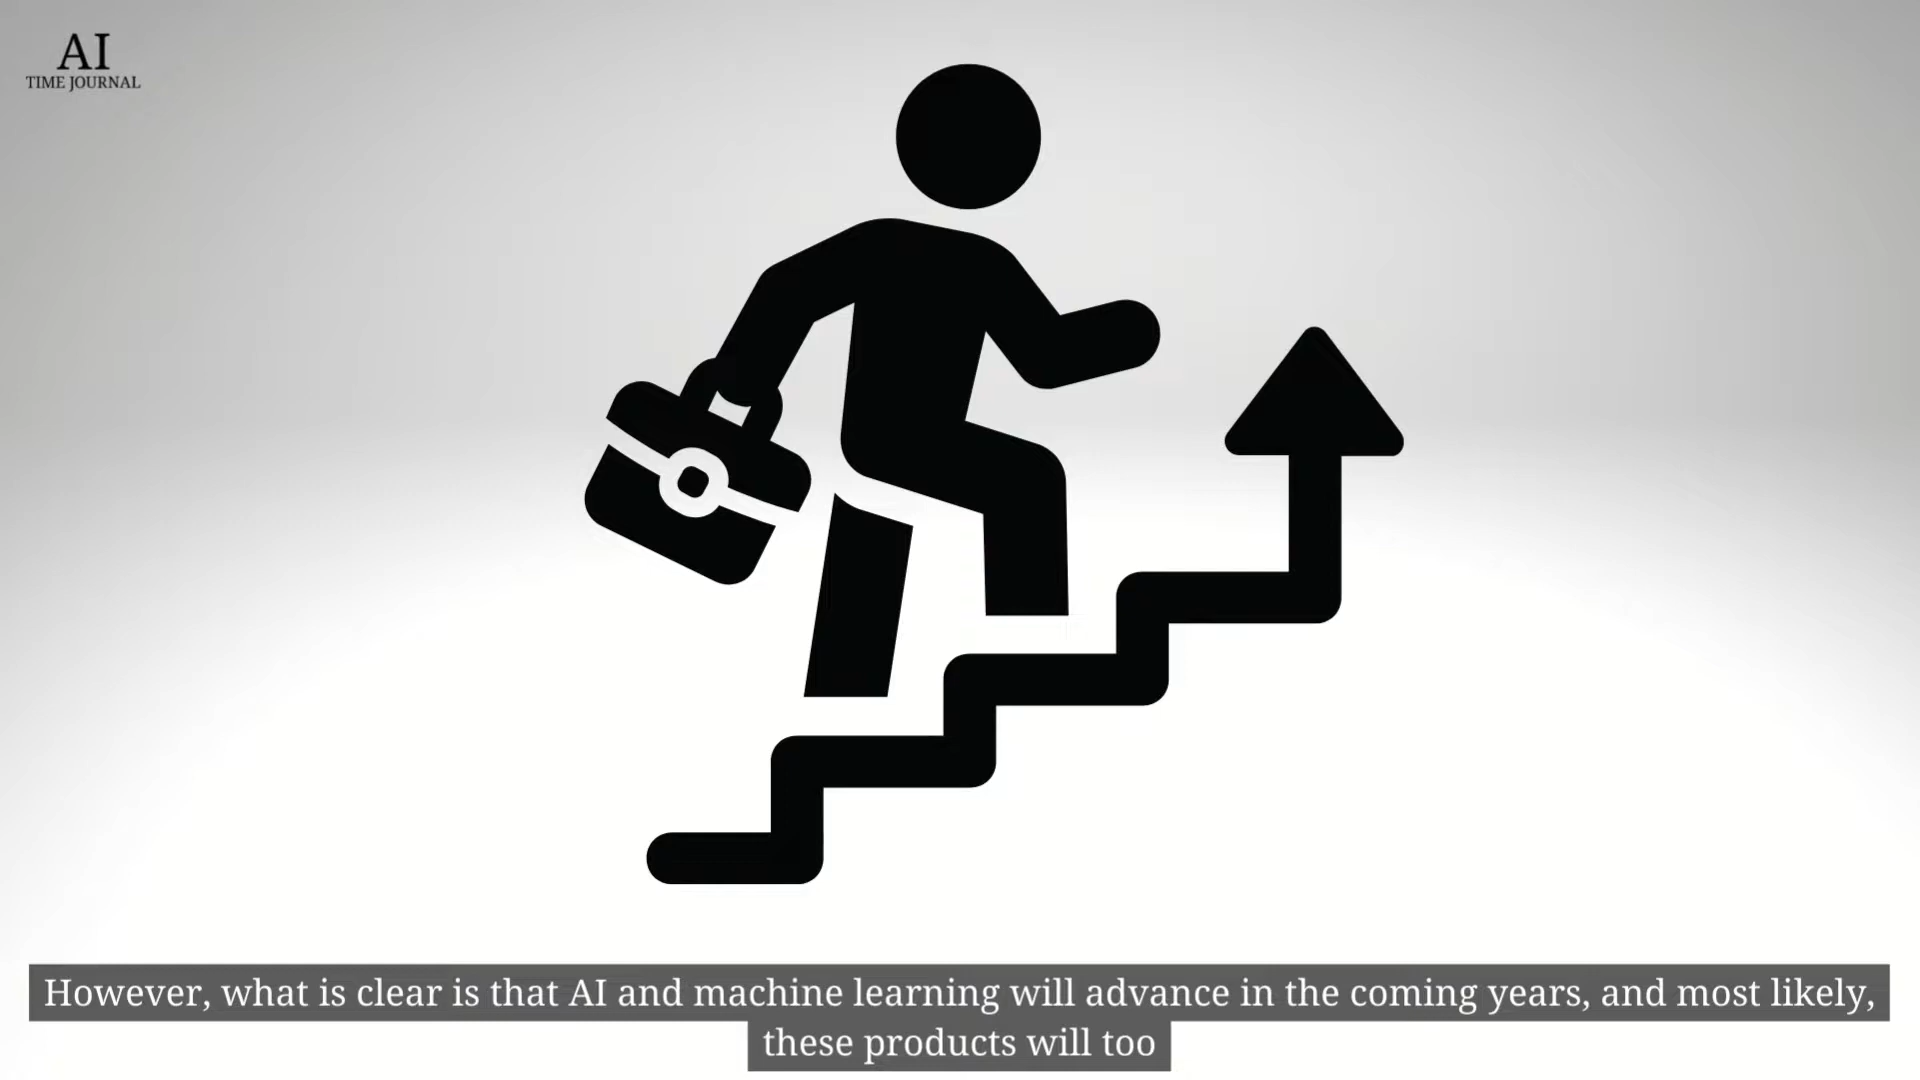 AI
TIME JOURNAL
However, what is clear is that AI and machine learning will advance in the coming years, and most likely,
these products will too